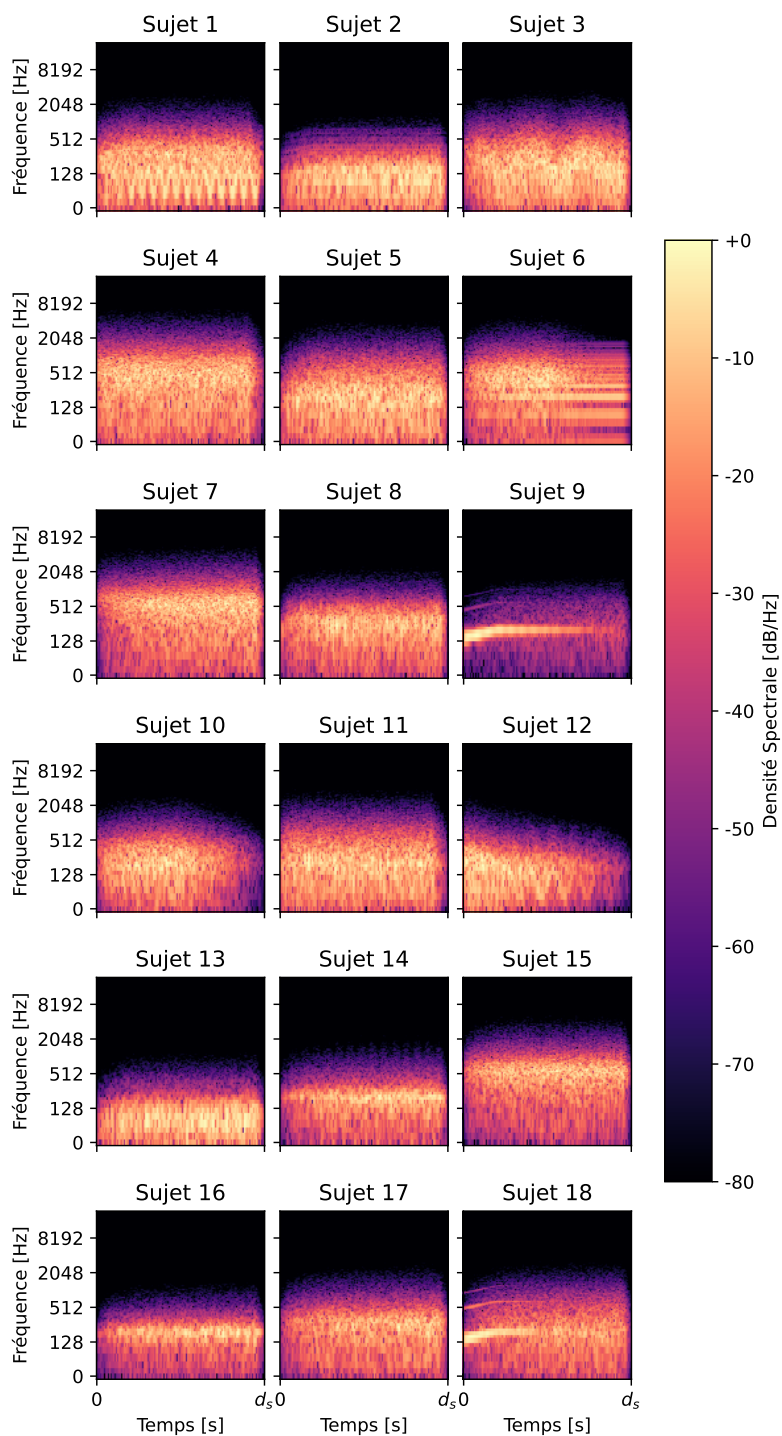 Sujet 1 Sujet 2 Sujet 3
Fréquence [Hz]
8192
2048
512
128
0
Sujet 4 Sujet 5 Sujet 6
Fréquence [Hz]
8192
2048
512
128
0
Sujet 7 Sujet 8 Sujet 9
Fréquence [Hz]
8192
2048
512
128
0
Sujet 10 Sujet 11 Sujet 12
Fréquence [Hz]
8192
2048
512
128
0
Sujet 13 Sujet 14 Sujet 15
Fréquence [Hz]
8192
2048
512
128
0
Sujet 16 Sujet 17 Sujet 18
Fréquence [Hz]
8192
2048
512
128
0
0 dₛ 0 dₛ 0 dₛ
Temps [s] Temps [s] Temps [s]
+0
-10
-20
-30
-40
-50
-60
-70
-80
Densité Spectrale [dB/Hz]